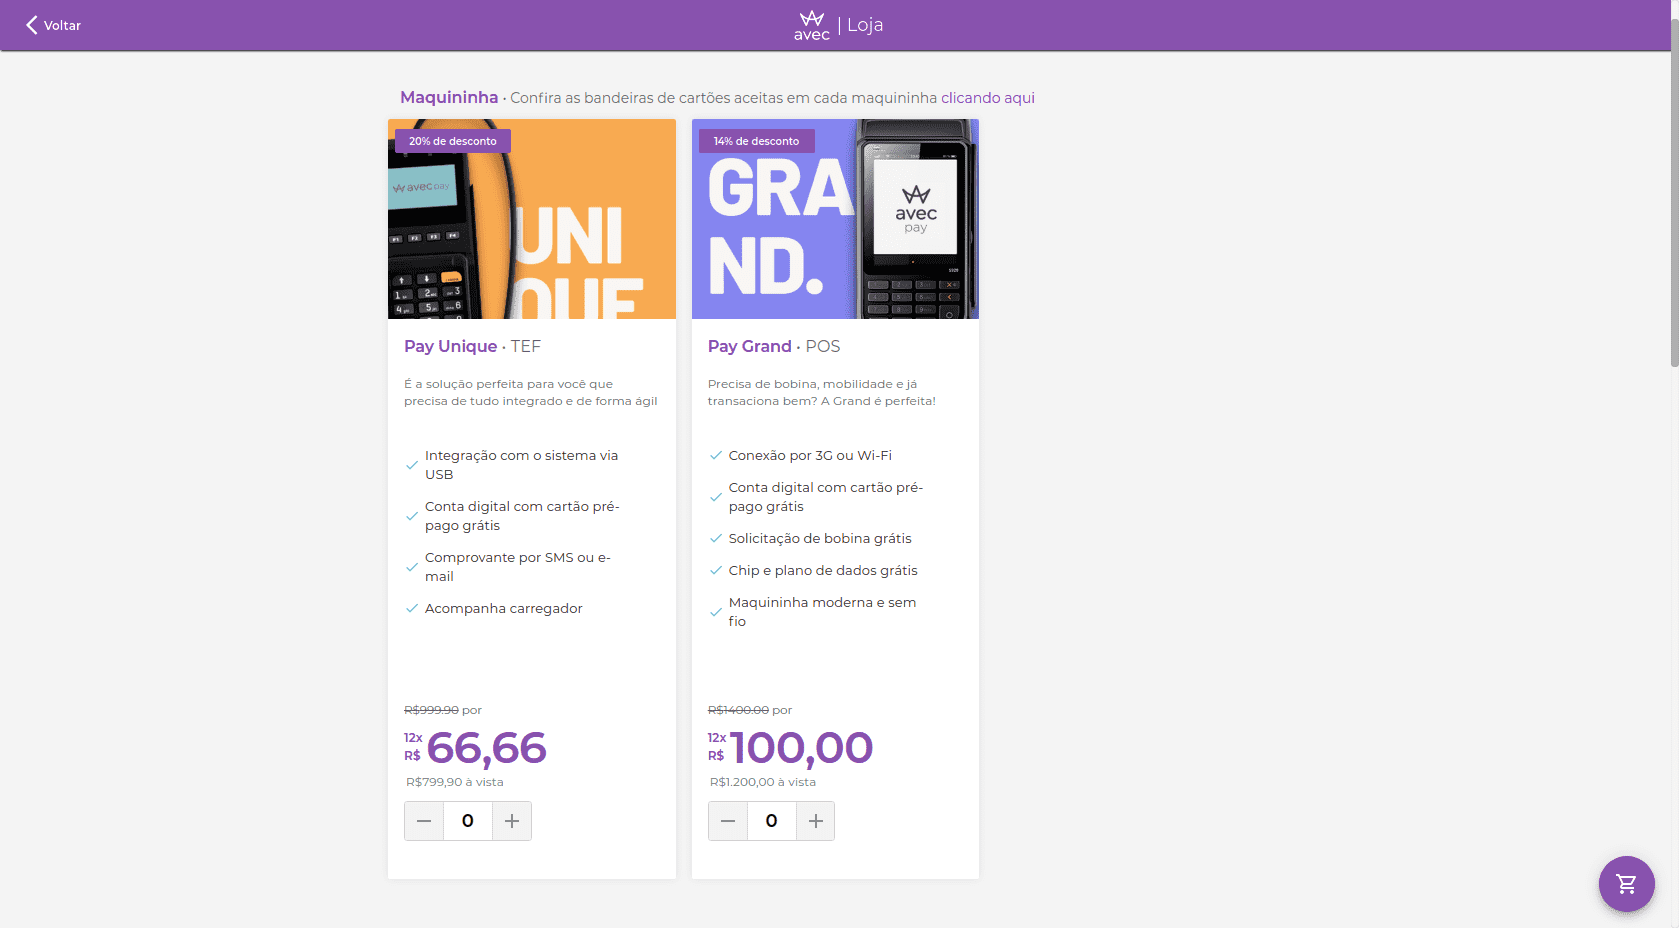 Voltar
avec | Loja
Maquininha · Confira as bandeiras de cartões aceitas em cada maquininha clicando aqui
20% de desconto
avec pay
F1 F2 F3 F4
UNI
QUE
14% de desconto
GRA
ND.
avec
pay
S920
Pay Unique · TEF
É a solução perfeita para você que
precisa de tudo integrado e de forma ágil
Integração com o sistema via
USB
Conta digital com cartão pré-
pago grátis
Comprovante por SMS ou e-
mail
Acompanha carregador
R$999.90 por
12x
R$ 66,66
R$799,90 à vista
0
Pay Grand · POS
Precisa de bobina, mobilidade e já
transaciona bem? A Grand é perfeita!
Conexão por 3G ou Wi-Fi
Conta digital com cartão pré-
pago grátis
Solicitação de bobina grátis
Chip e plano de dados grátis
Maquininha moderna e sem
fio
R$1400.00 por
12x
R$ 100,00
R$1.200,00 à vista
0